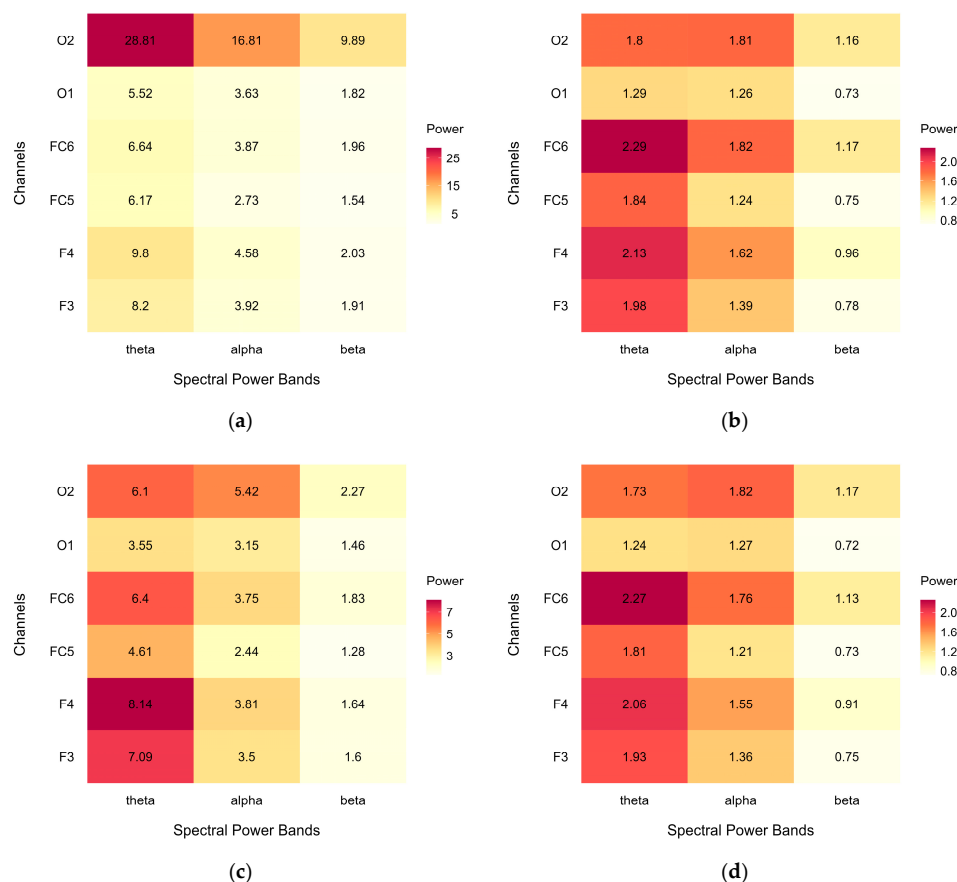 O2 28.81 16.81 9.89
O1 5.52 3.63 1.82
FC6 6.64 3.87 1.96
FC5 6.17 2.73 1.54
F4 9.8 4.58 2.03
F3 8.2 3.92 1.91
theta alpha beta
Spectral Power Bands
Channels
Power
25
15
5
(a)
O2 1.8 1.81 1.16
O1 1.29 1.26 0.73
FC6 2.29 1.82 1.17
FC5 1.84 1.24 0.75
F4 2.13 1.62 0.96
F3 1.98 1.39 0.78
theta alpha beta
Spectral Power Bands
Channels
Power
2.0
1.6
1.2
0.8
(b)
O2 6.1 5.42 2.27
O1 3.55 3.15 1.46
FC6 6.4 3.75 1.83
FC5 4.61 2.44 1.28
F4 8.14 3.81 1.64
F3 7.09 3.5 1.6
theta alpha beta
Spectral Power Bands
Channels
Power
7
5
3
(c)
O2 1.73 1.82 1.17
O1 1.24 1.27 0.72
FC6 2.27 1.76 1.13
FC5 1.81 1.21 0.73
F4 2.06 1.55 0.91
F3 1.93 1.36 0.75
theta alpha beta
Spectral Power Bands
Channels
Power
2.0
1.6
1.2
0.8
(d)